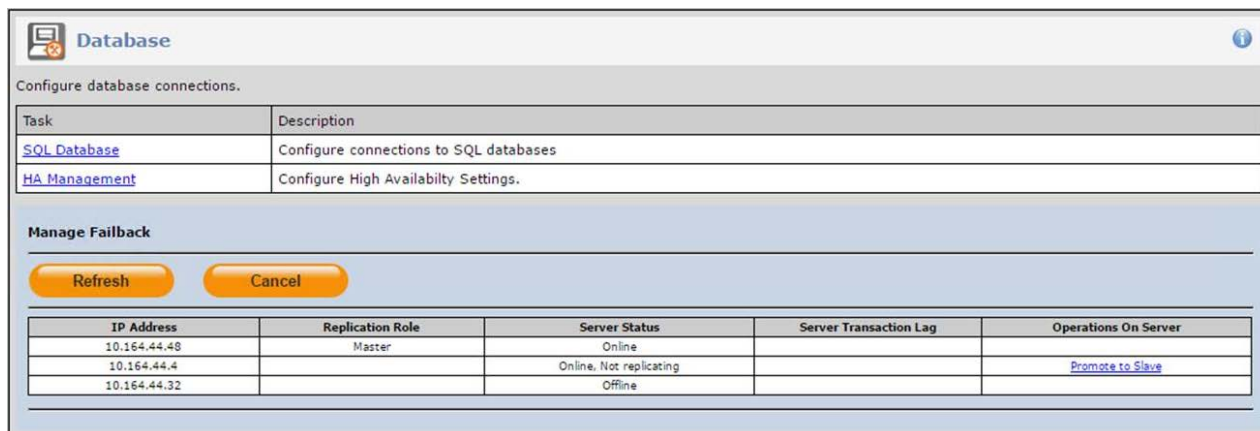 Database
Configure database connections.
Task Description
SQL Database Configure connections to SQL databases
HA Management Configure High Availabilty Settings.
Manage Failback
Refresh Cancel
IP Address Replication Role Server Status Server Transaction Lag Operations On Server
10.164.44.48 Master Online
10.164.44.4 Online, Not replicating Promote to Slave
10.164.44.32 Offline